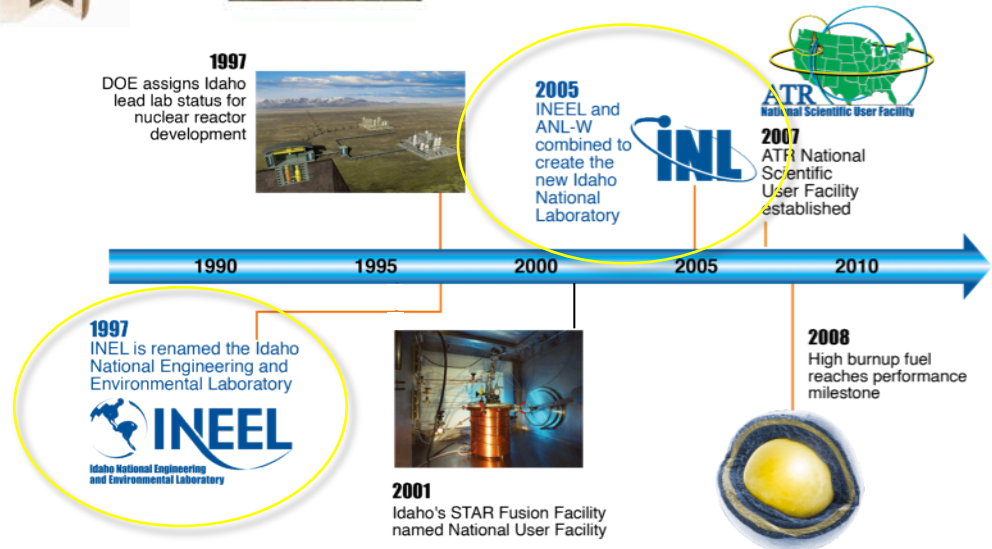 1997
DOE assigns Idaho
lead lab status for
nuclear reactor
development
2005
INEEL and
ANL-W
combined to
create the
new Idaho
National
Laboratory
INL
ATR
National Scientific User Facility
2007
ATR National
Scientific
User Facility
established
1990
1995
2000
2005
2010
1997
INEL is renamed the Idaho
National Engineering and
Environmental Laboratory
INEEL
Idaho National Engineering
and Environmental Laboratory
2001
Idaho's STAR Fusion Facility
named National User Facility
2008
High burnup fuel
reaches performance
milestone